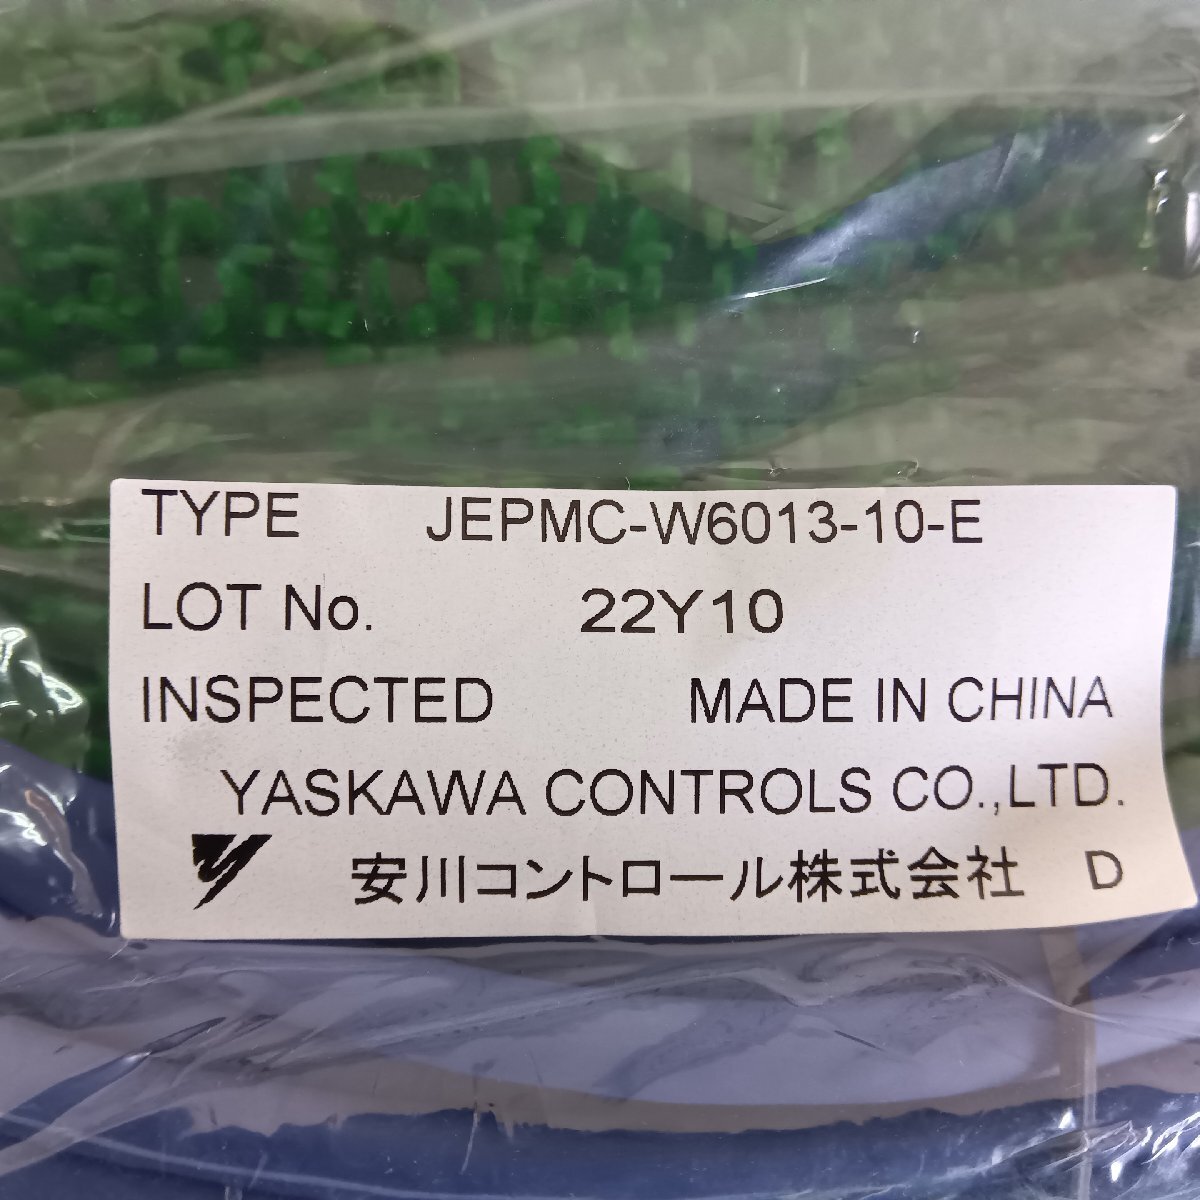 TYPE JEPMC-W6013-10-E
LOT No. 22Y10
INSPECTED MADE IN CHINA
YASKAWA CONTROLS CO.,LTD.
安川コントロール株式会社 D